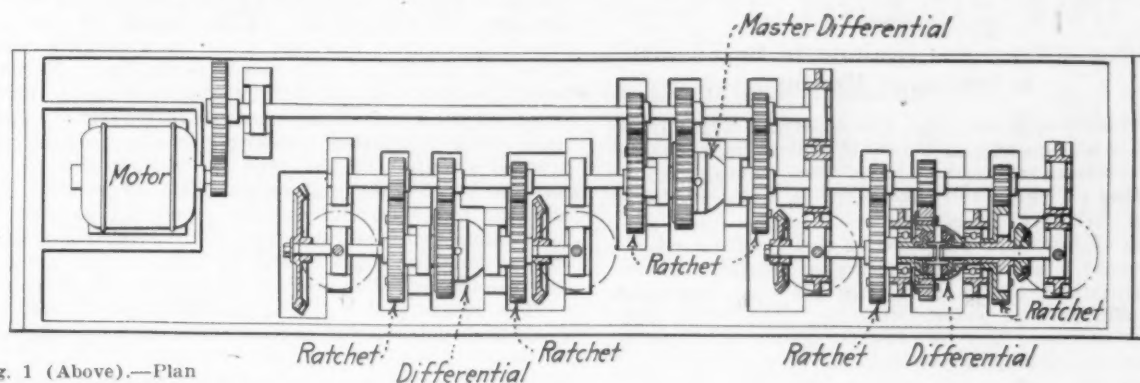 Master Differential
Motor
Ratchet
Ratchet
Ratchet
Differential
Ratchet
Ratchet
Differential
g. 1 (Above).—Plan